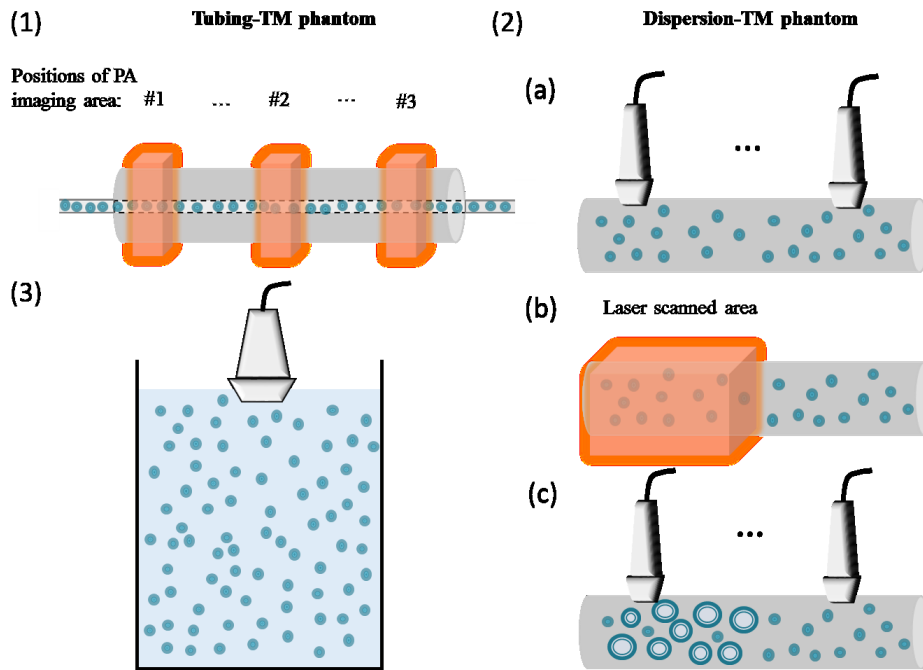 (1) Tubing-TM phantom
Positions of PA
imaging area: #1 ... #2 ... #3
(2) Dispersion-TM phantom
(a)
...
(b)
Laser scanned area
(3)
(c)
...